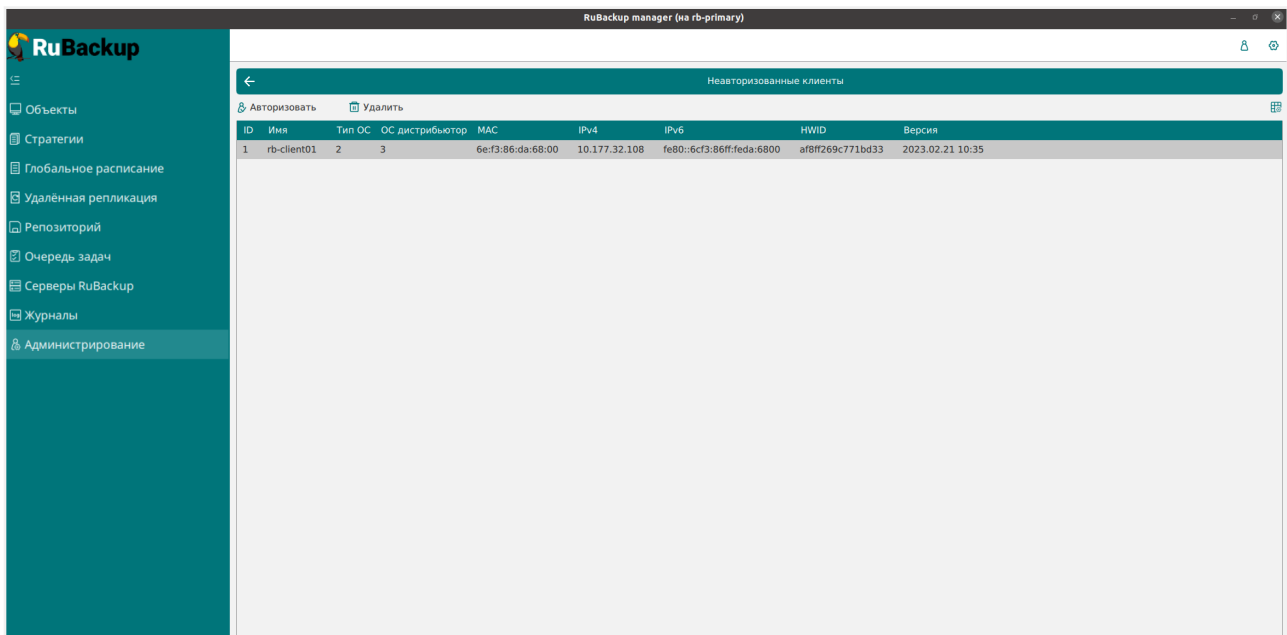 RuBackup manager (на rb-primary)
RuBackup
Неавторизованные клиенты
Объекты
Стратегии
Глобальное расписание
Удалённая репликация
Репозиторий
Очередь задач
Серверы RuBackup
Журналы
Администрирование
Авторизовать Удалить
ID Имя Тип ОС ОС дистрибьютор MAC IPv4 IPv6 HWID Версия
1 rb-client01 2 3 6e:f3:86:da:68:00 10.177.32.108 fe80::6cf3:86ff:feda:6800 af8ff269c771bd33 2023.02.21 10:35